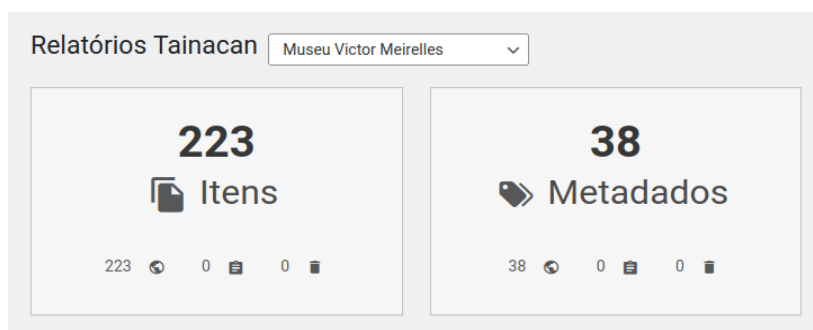 Relatórios Tainacan Museu Victor Meirelles
223
Itens
223 0 0
38
Metadados
38 0 0